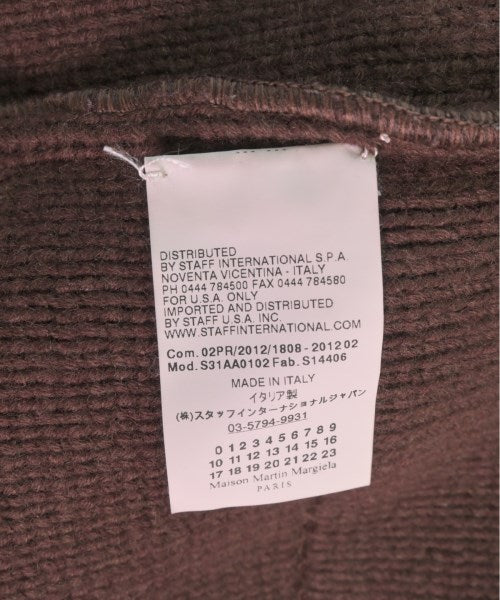 DISTRIBUTED
BY STAFF INTERNATIONAL S.P.A.
NOVENTA VICENTINA - ITALY
PH 0444 784500 FAX 0444 784580
FOR U.S.A. ONLY
IMPORTED AND DISTRIBUTED
BY STAFF U.S.A. INC.
WWW.STAFFINTERNATIONAL.COM
Com. 02PR/2012/1808 - 2012 02
Mod. S31AA0102 Fab. S14406
MADE IN ITALY
イタリア製
(株)スタッフインターナショナルジャパン
03-5794-9931
0 1 2 3 4 5 6 7 8 9
10 11 12 13 14 15 16
17 18 19 20 21 22 23
Maison Martin Margiela
PARIS